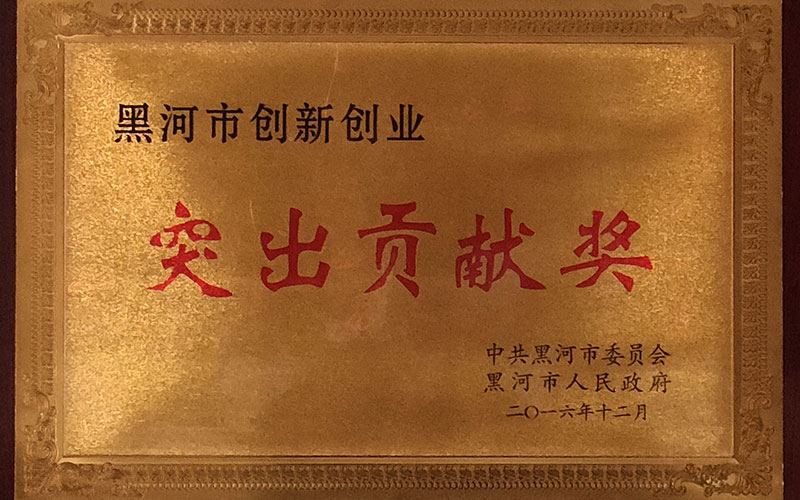 黑河市创新创业
突出贡献奖
中共黑河市委员会
黑河市人民政府
二〇一六年十二月